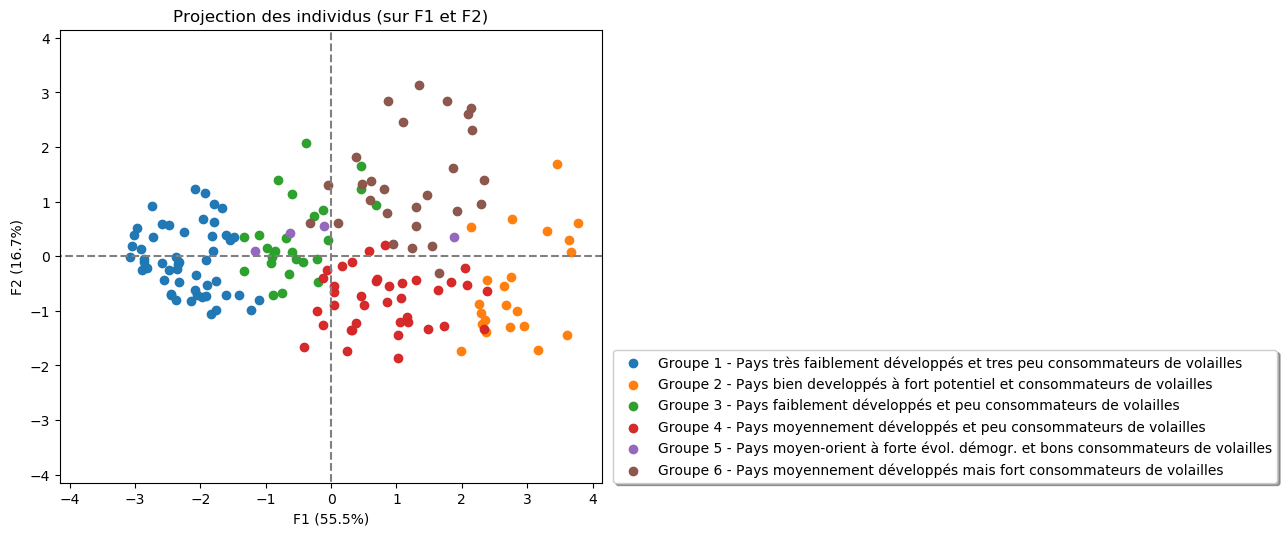 Projection des individus (sur F1 et F2)
F2 (16.7%)
4
3
2
1
0
−1
−2
−3
−4
−4
−3
−2
−1
0
1
2
3
4
F1 (55.5%)
Groupe 1 - Pays très faiblement développés et tres peu consommateurs de volailles
Groupe 2 - Pays bien developpés à fort potentiel et consommateurs de volailles
Groupe 3 - Pays faiblement développés et peu consommateurs de volailles
Groupe 4 - Pays moyennement développés et peu consommateurs de volailles
Groupe 5 - Pays moyen-orient à forte évol. démogr. et bons consommateurs de volailles
Groupe 6 - Pays moyennement développés mais fort consommateurs de volailles